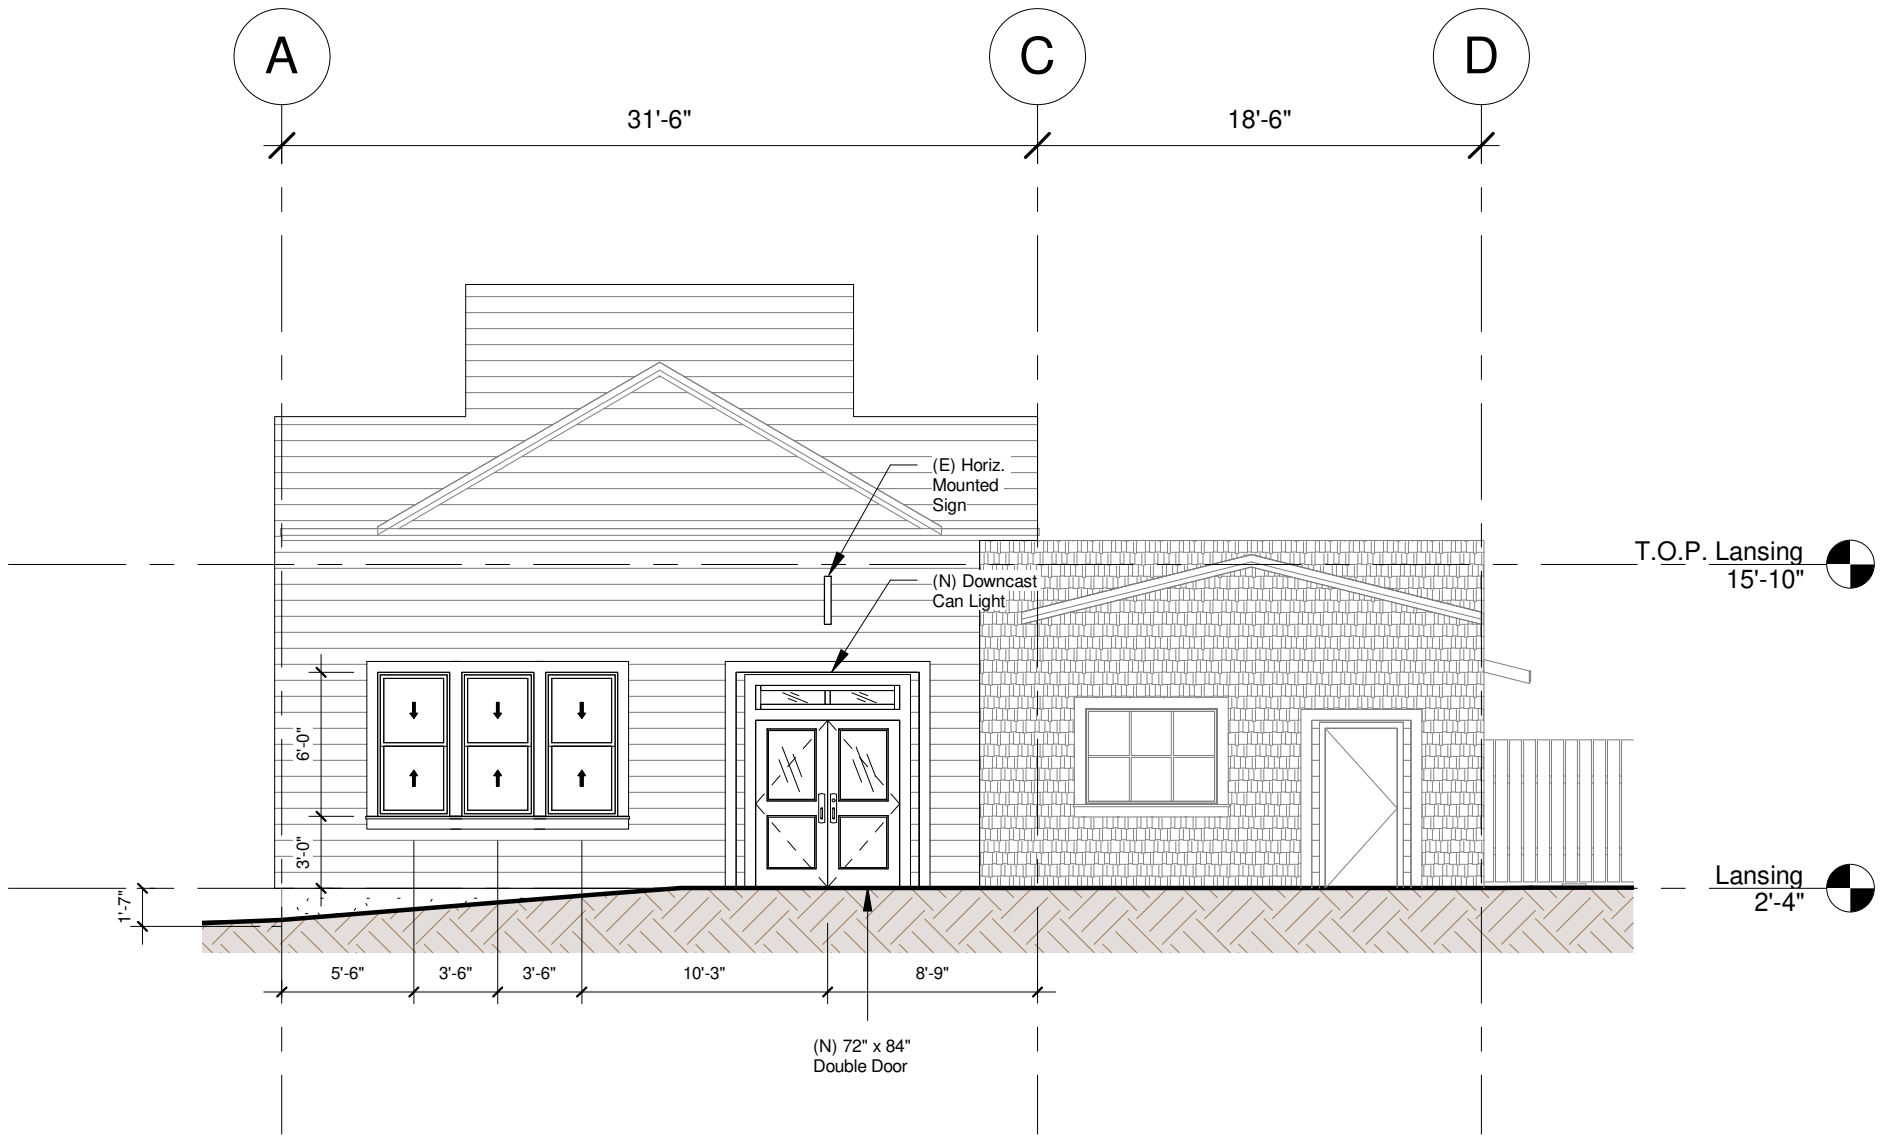 A
C
D
31'-6"
18'-6"
(E) Horiz.
Mounted
Sign
T.O.P. Lansing
15'-10"
(N) Downcast
Can Light
6'-0"
3'-0"
1'-7"
Lansing
2'-4"
5'-6"
3'-6"
3'-6"
10'-3"
8'-9"
(N) 72" x 84"
Double Door